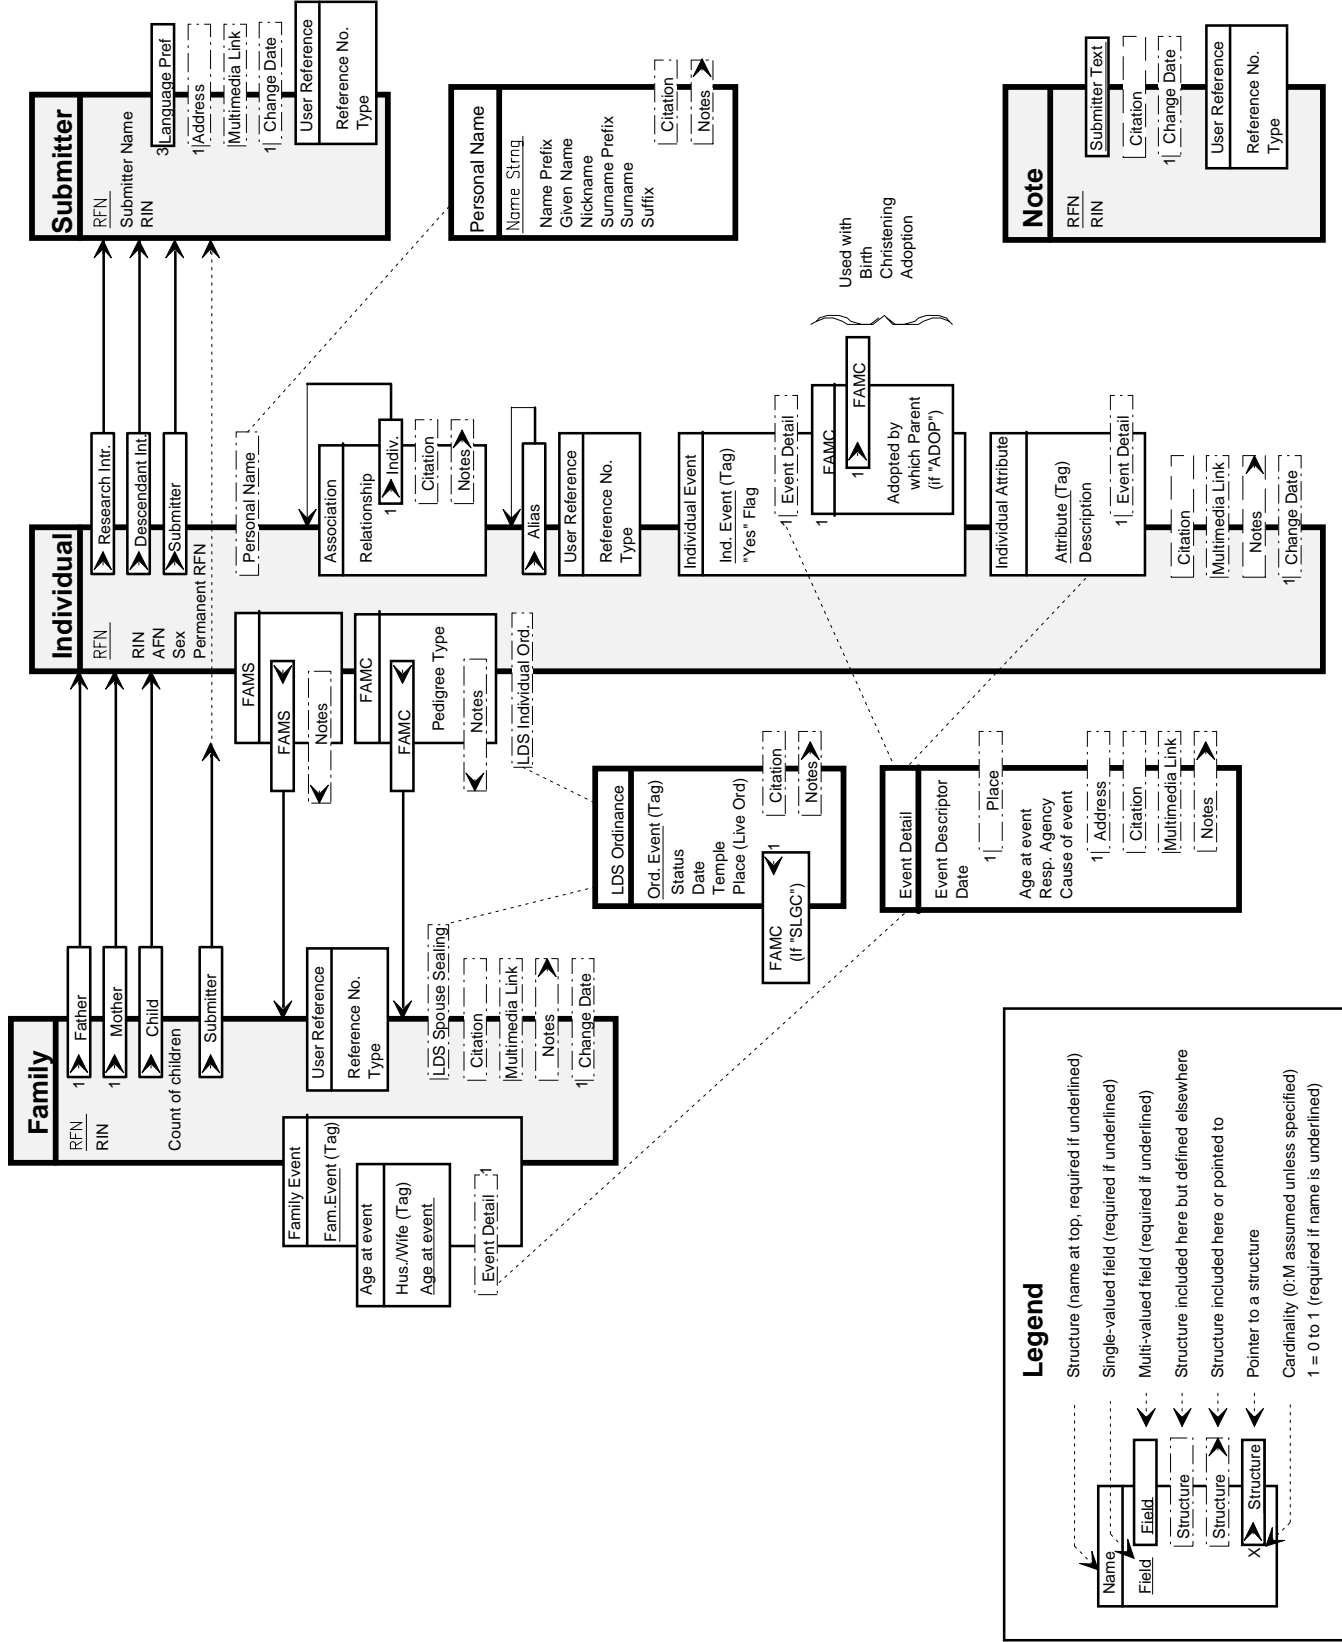 Family
RFN
RIN
1 Father
1 Mother
Child
Count of children
Submitter
Family Event
Fam.Event (Tag)
Age at event
Hus./Wife (Tag)
Age at event
Event Detail 1
User Reference
Reference No.
Type
LDS Spouse Sealing
Citation
Multimedia Link
Notes
1 Change Date
Individual
RFN
RIN
AFN
Sex
Permanent RFN
Research Intr.
Descendant Int.
Submitter
FAMS
FAMS
Notes
FAMC
FAMC
Pedigree Type
Notes
LDS Individual Ord.
Personal Name
Association
Relationship
1 Indiv.
Citation
Notes
Alias
User Reference
Reference No.
Type
Individual Event
Ind. Event (Tag)
"Yes" Flag
1 Event Detail
1 FAMC
1 FAMC
Adopted by
which Parent
(if "ADOP")
Used with
Birth
Christening
Adoption
Individual Attribute
Attribute (Tag)
Description
1 Event Detail
Citation
Multimedia Link
Notes
1 Change Date
Submitter
RFN
Submitter Name
RIN
3 Language Pref
1 Address
Multimedia Link
1 Change Date
User Reference
Reference No.
Type
Personal Name
Name Strng
Name Prefix
Given Name
Nickname
Surname Prefix
Surname
Suffix
Citation
Notes
Note
RFN
RIN
Submitter Text
Citation
1 Change Date
User Reference
Reference No.
Type
LDS Ordinance
Ord. Event (Tag)
Status
Date
Temple
Place (Live Ord)
FAMC 1
(If "SLGC")
Citation
Notes
Event Detail
Event Descriptor
Date
1 Place
Age at event
Resp. Agency
Cause of event
1 Address
Citation
Multimedia Link
Notes
Legend
Name
Field
Field
Structure
Structure
X Structure
Structure (name at top, required if underlined)
Single-valued field (required if underlined)
Multi-valued field (required if underlined)
Structure included here but defined elsewhere
Structure included here or pointed to
Pointer to a structure
Cardinality (0:M assumed unless specified)
1 = 0 to 1 (required if name is underlined)